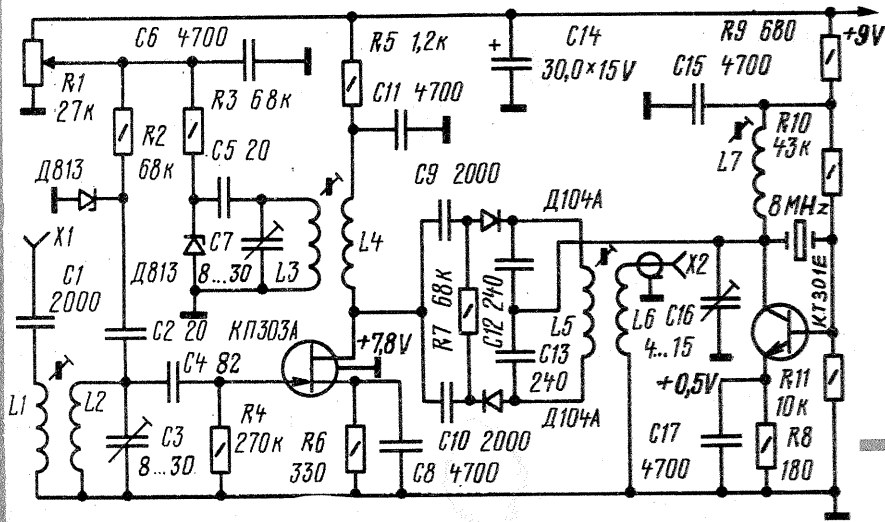 C6 4700
R1
27к
R2
68к
R3 68к
C5 20
Д813
X1
C1
2000
Д813
C7
8...30
L3
L4
R5 1,2к
C11 4700
C14
+
30,0×15V
R9 680
+9V
C15 4700
R10
43к
L7
8 MHz
C9 2000
Д104А
R7 68к
C12 240
C13
240
L5
X2
L6
C16
4...15
КТ301Е
+0,5V
C2 20
КП303А
+7,8V
C4 82
L1
L2
C3
8...30
R4
270к
R6
330
C10 2000
C8 4700
Д104А
C17
4700
R11
10к
R8
180